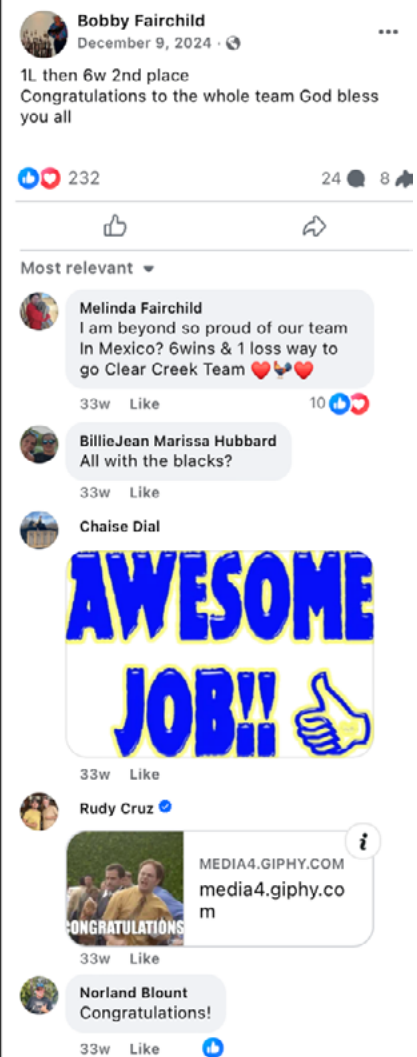 Bobby Fairchild
December 9, 2024 ·
1L then 6w 2nd place
Congratulations to the whole team God bless
you all
232
24 8
Most relevant
Melinda Fairchild
I am beyond so proud of our team
In Mexico? 6wins & 1 loss way to
go Clear Creek Team ❤️🐓❤️
33w Like
10
BillieJean Marissa Hubbard
All with the blacks?
33w Like
Chaise Dial
AWESOME
JOB!!
33w Like
Rudy Cruz
i
MEDIA4.GIPHY.COM
media4.giphy.co
m
CONGRATULATIONS
33w Like
Norland Blount
Congratulations!
33w Like